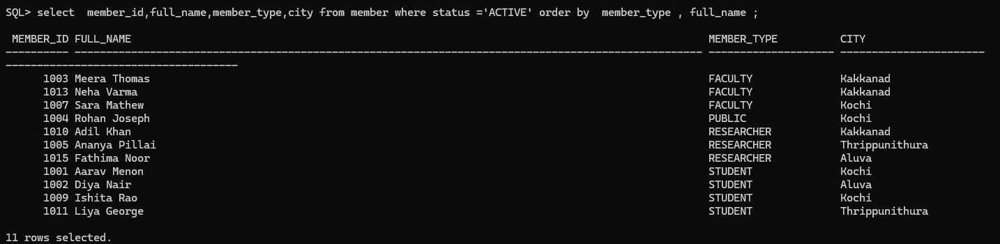 SQL> select  member_id,full_name,member_type,city from member where status ='ACTIVE' order by  member_type , full_name ;
 MEMBER_ID FULL_NAME                                                                                            MEMBER_TYPE          CITY
---------- ---------------------------------------------------------------------------------------------------- -------------------- -----------------------
-------------------------------------
      1003 Meera Thomas                                                                                         FACULTY              Kakkanad
      1013 Neha Varma                                                                                           FACULTY              Kakkanad
      1007 Sara Mathew                                                                                          FACULTY              Kochi
      1004 Rohan Joseph                                                                                         PUBLIC               Kochi
      1010 Adil Khan                                                                                            RESEARCHER           Kakkanad
      1005 Ananya Pillai                                                                                        RESEARCHER           Thrippunithura
      1015 Fathima Noor                                                                                         RESEARCHER           Aluva
      1001 Aarav Menon                                                                                          STUDENT              Kochi
      1002 Diya Nair                                                                                            STUDENT              Aluva
      1009 Ishita Rao                                                                                           STUDENT              Kochi
      1011 Liya George                                                                                          STUDENT              Thrippunithura
11 rows selected.